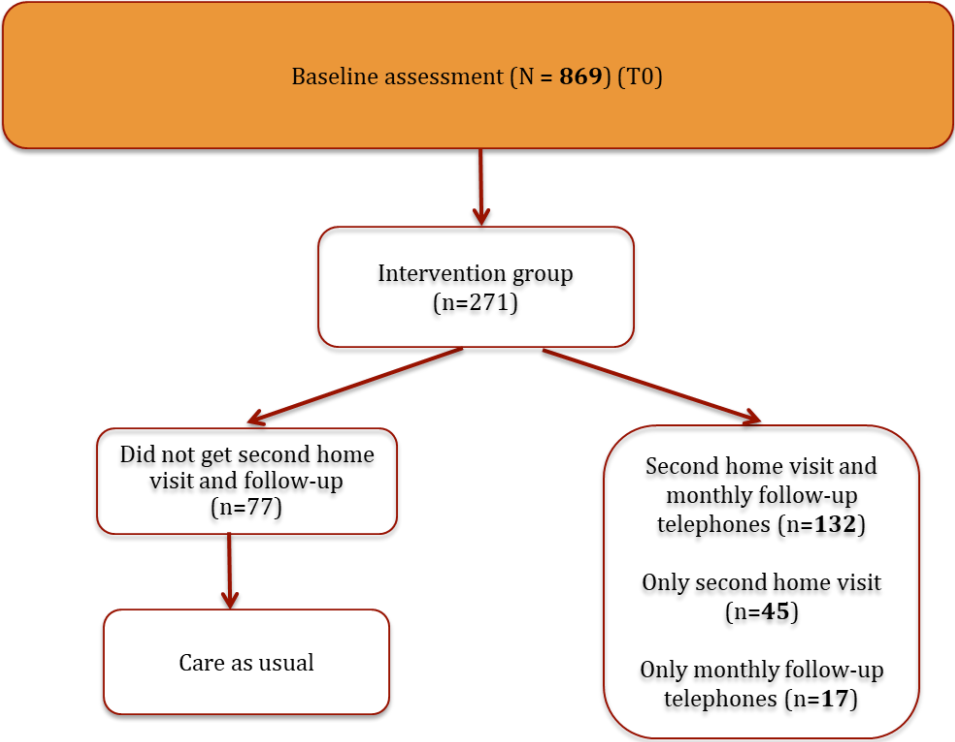 Baseline assessment (N = 869) (T0)
Intervention group
(n=271)
Did not get second home
visit and follow-up
(n=77)
Care as usual
Second home visit and
monthly follow-up
telephones (n=132)
Only second home visit
(n=45)
Only monthly follow-up
telephones (n=17)